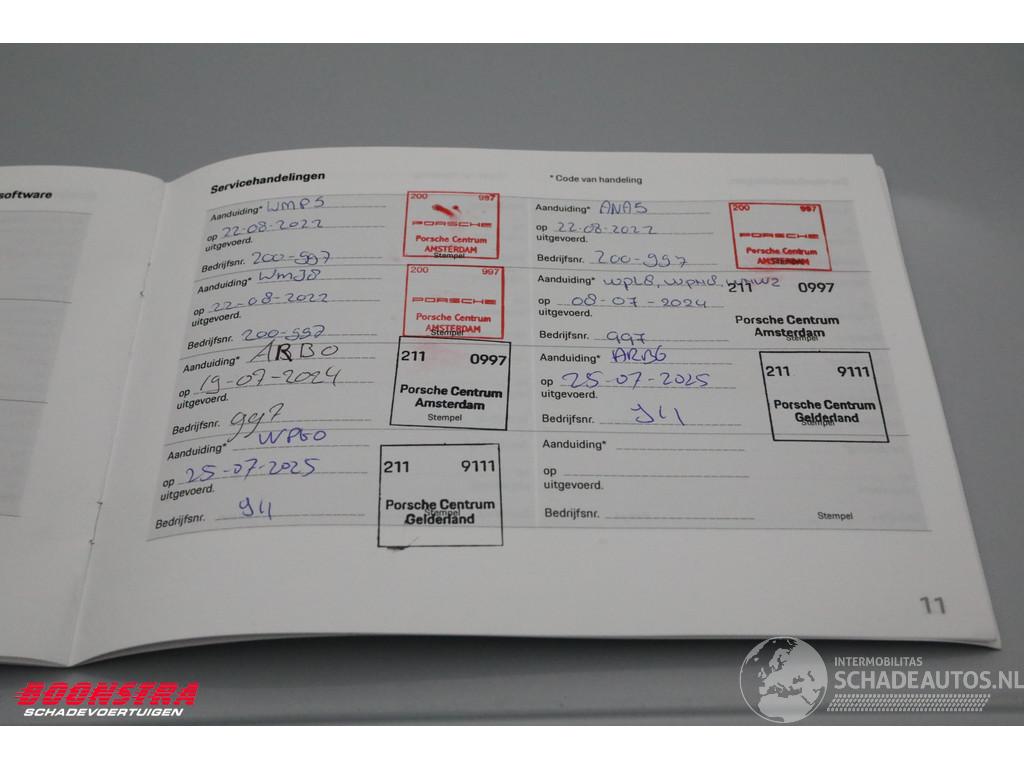 software
Servicehandelingen
* Code van handeling
Aanduiding* WMP5
op 22-08-2022
uitgevoerd.
Bedrijfsnr. 200-997
200 997
PORSCHE
Porsche Centrum
AMSTERDAM
Stempel
Aanduiding* ANA5
op 22-08-2022
uitgevoerd.
Bedrijfsnr. 200-997
200 997
PORSCHE
Porsche Centrum
AMSTERDAM
Aanduiding* WMJ8
op 22-08-2022
uitgevoerd.
Bedrijfsnr. 200-997
200 997
PORSCHE
Porsche Centrum
AMSTERDAM
Stempel
Aanduiding* WPL8,
op 08-07-2024
uitgevoerd.
Bedrijfsnr. 997
211 0997
Porsche Centrum
Amsterdam
Stempel
Aanduiding* ARBO
op 19-07-2024
uitgevoerd.
Bedrijfsnr. 997
211 0997
Porsche Centrum
Amsterdam
Stempel
Aanduiding* ARB6
op 25-07-2025
uitgevoerd.
Bedrijfsnr. 911
211 9111
Porsche Centrum
Gelderland
Stempel
Aanduiding* WPG0
op 25-07-2025
uitgevoerd.
Bedrijfsnr. 911
211 9111
Porsche Centrum
Gelderland
Stempel
Aanduiding*
op
uitgevoerd.
Bedrijfsnr.
Stempel
11
BOONSTRA
SCHADEVOERTUIGEN
INTERMOBILITAS
SCHADEAUTOS.NL